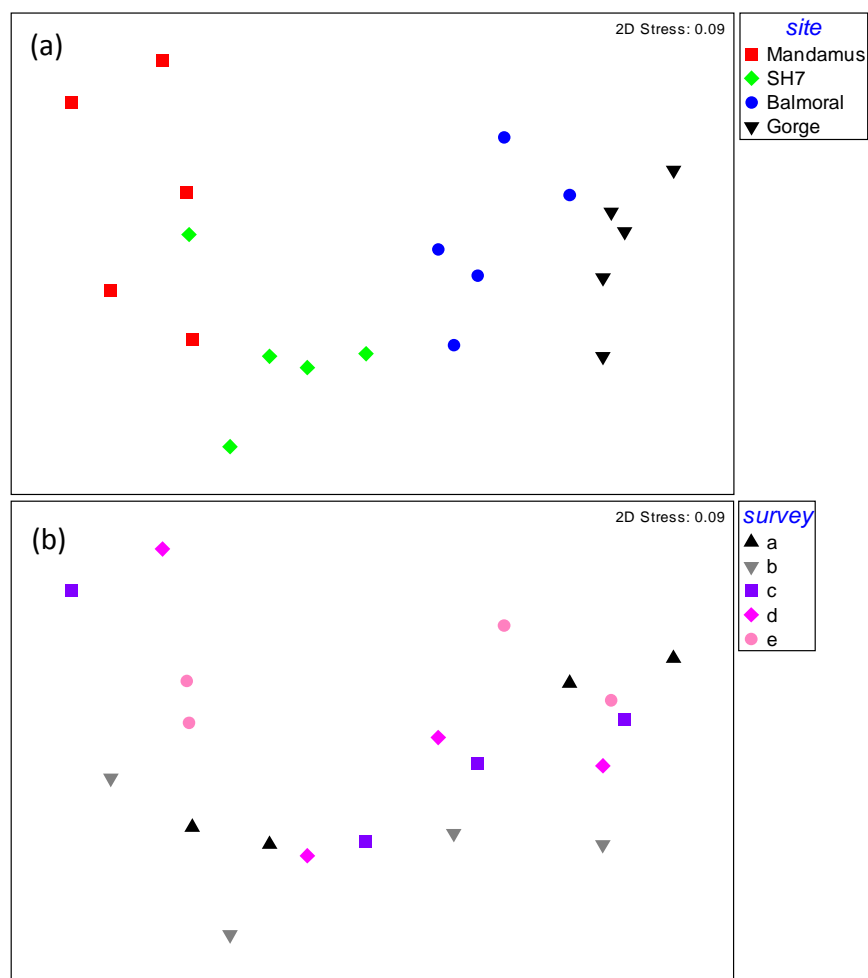 (a)
2D Stress: 0.09
site
Mandamus
SH7
Balmoral
Gorge
(b)
2D Stress: 0.09
survey
a
b
c
d
e